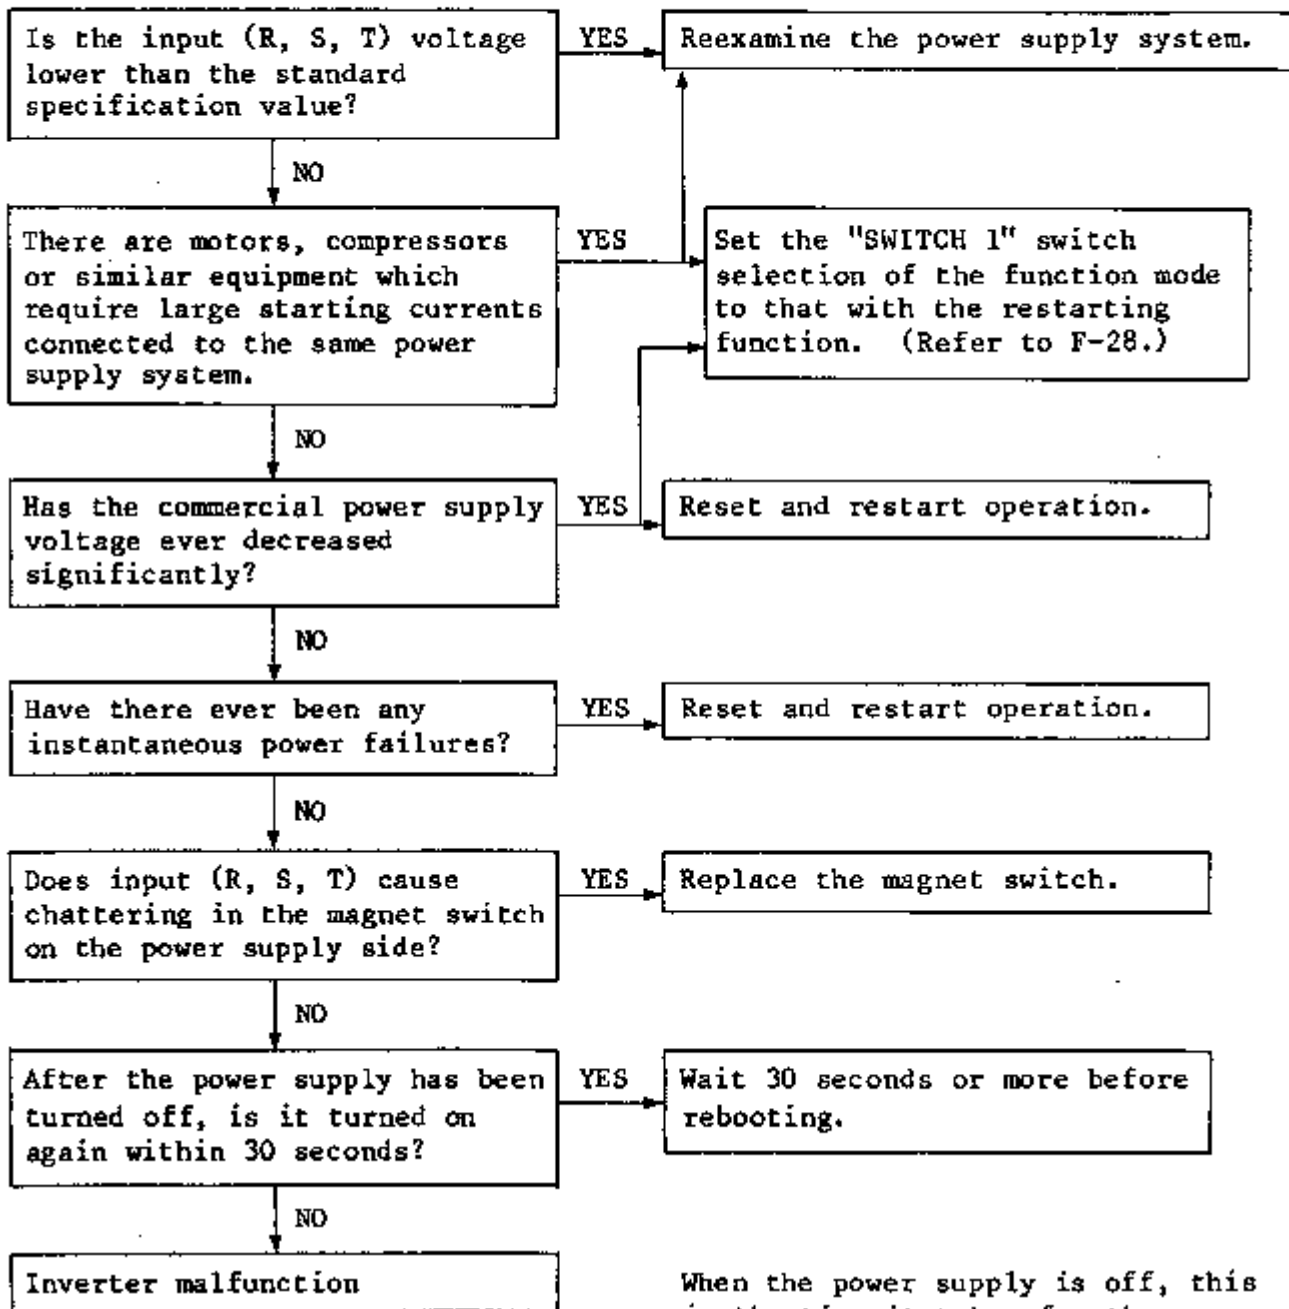 Is the input (R, S, T) voltage
lower than the standard
specification value?
YES
Reexamine the power supply system.
NO
There are motors, compressors
or similar equipment which
require large starting currents
connected to the same power
supply system.
YES
Set the "SWITCH 1" switch
selection of the function mode
to that with the restarting
function. (Refer to F-28.)
NO
Has the commercial power supply
voltage ever decreased
significantly?
YES
Reset and restart operation.
NO
Have there ever been any
instantaneous power failures?
YES
Reset and restart operation.
NO
Does input (R, S, T) cause
chattering in the magnet switch
on the power supply side?
YES
Replace the magnet switch.
NO
After the power supply has been
turned off, is it turned on
again within 30 seconds?
YES
Wait 30 seconds or more before
rebooting.
NO
Inverter malfunction
When the power supply is off, this